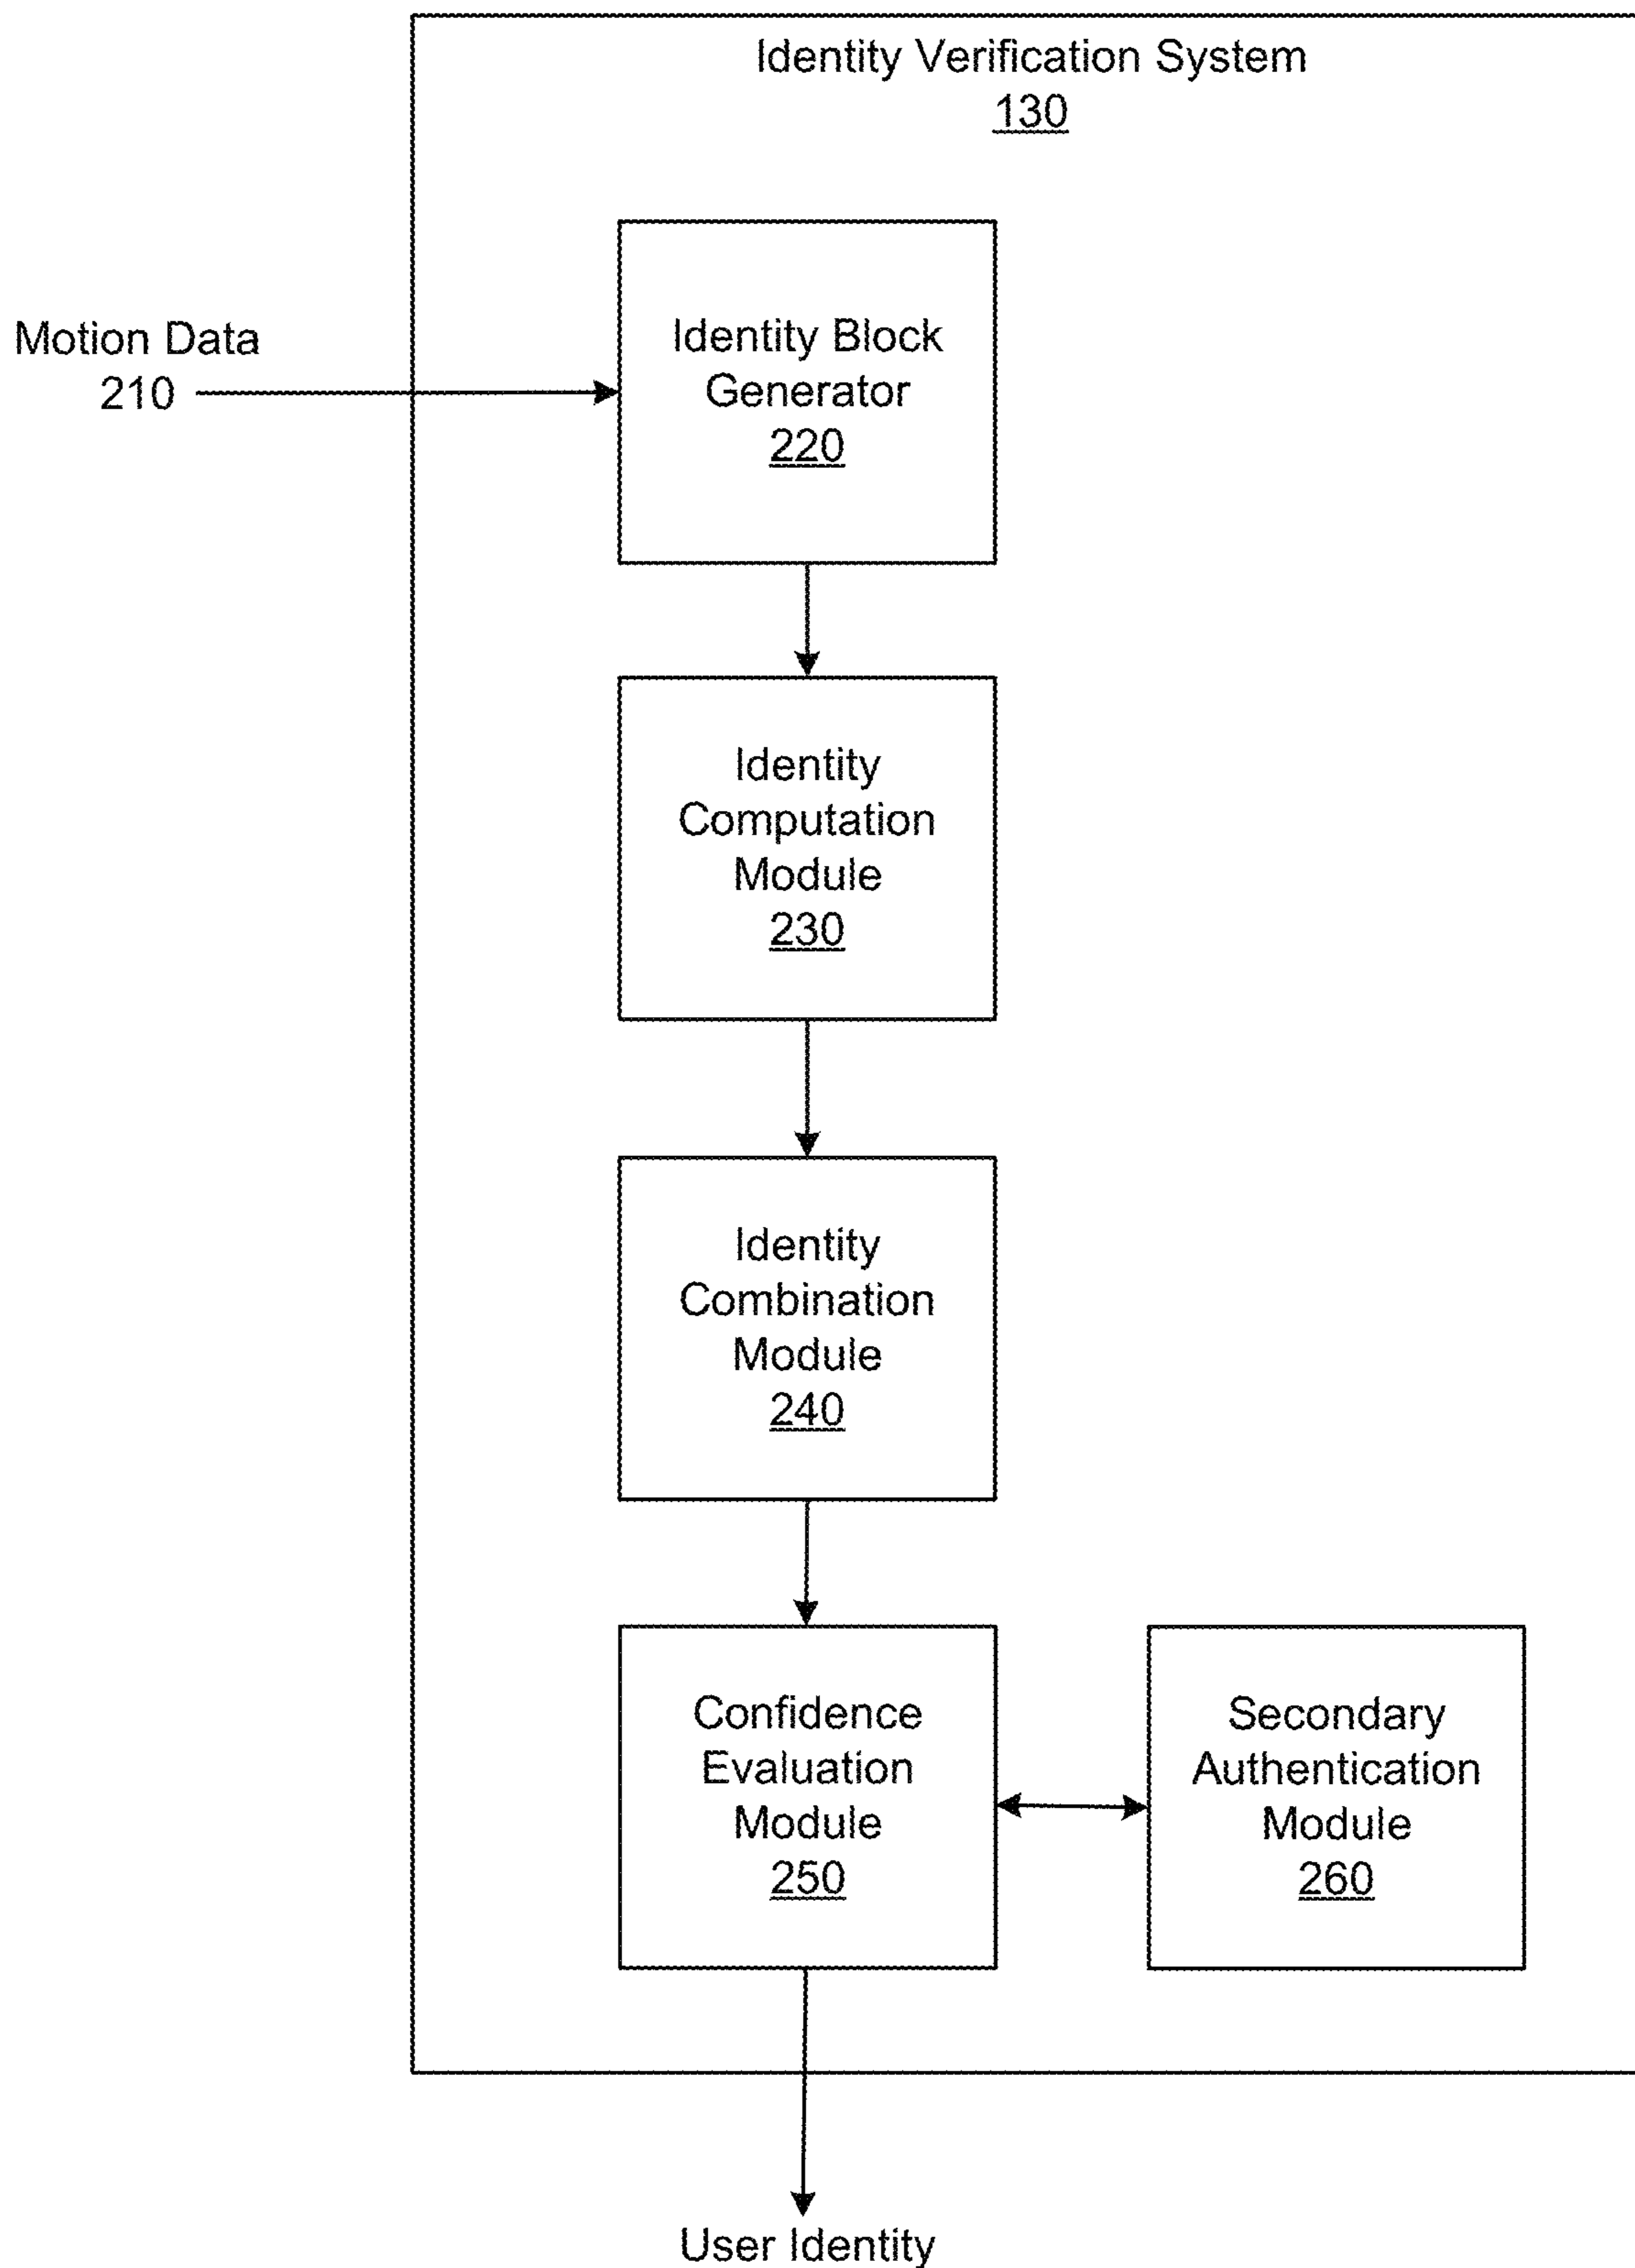 Identity Verification System
130
Motion Data
210
Identity Block
Generator
220
Identity
Computation
Module
230
Identity
Combination
Module
240
Confidence
Evaluation
Module
250
Secondary
Authentication
Module
260
User Identity